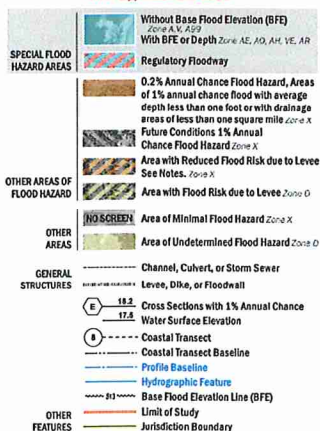 Without Base Flood Elevation (BFE)
Zone A,V, A99
With BFE or Depth Zone AE, AO, AH, VE, AR
SPECIAL FLOOD
HAZARD AREAS
Regulatory Floodway
0.2% Annual Chance Flood Hazard, Areas
of 1% annual chance flood with average
depth less than one foot or with drainage
areas of less than one square mile Zone X
Future Conditions 1% Annual
Chance Flood Hazard Zone X
Area with Reduced Flood Risk due to Levee
See Notes. Zone X
OTHER AREAS OF
FLOOD HAZARD
Area with Flood Risk due to Levee Zone D
NO SCREEN Area of Minimal Flood Hazard Zone X
OTHER
AREAS
Area of Undetermined Flood Hazard Zone D
GENERAL
STRUCTURES
Channel, Culvert, or Storm Sewer
Levee, Dike, or Floodwall
E 18.2 Cross Sections with 1% Annual Chance
17.5 Water Surface Elevation
8 Coastal Transect
Coastal Transect Baseline
Profile Baseline
Hydrographic Feature
513 Base Flood Elevation Line (BFE)
OTHER
FEATURES
Limit of Study
Jurisdiction Boundary